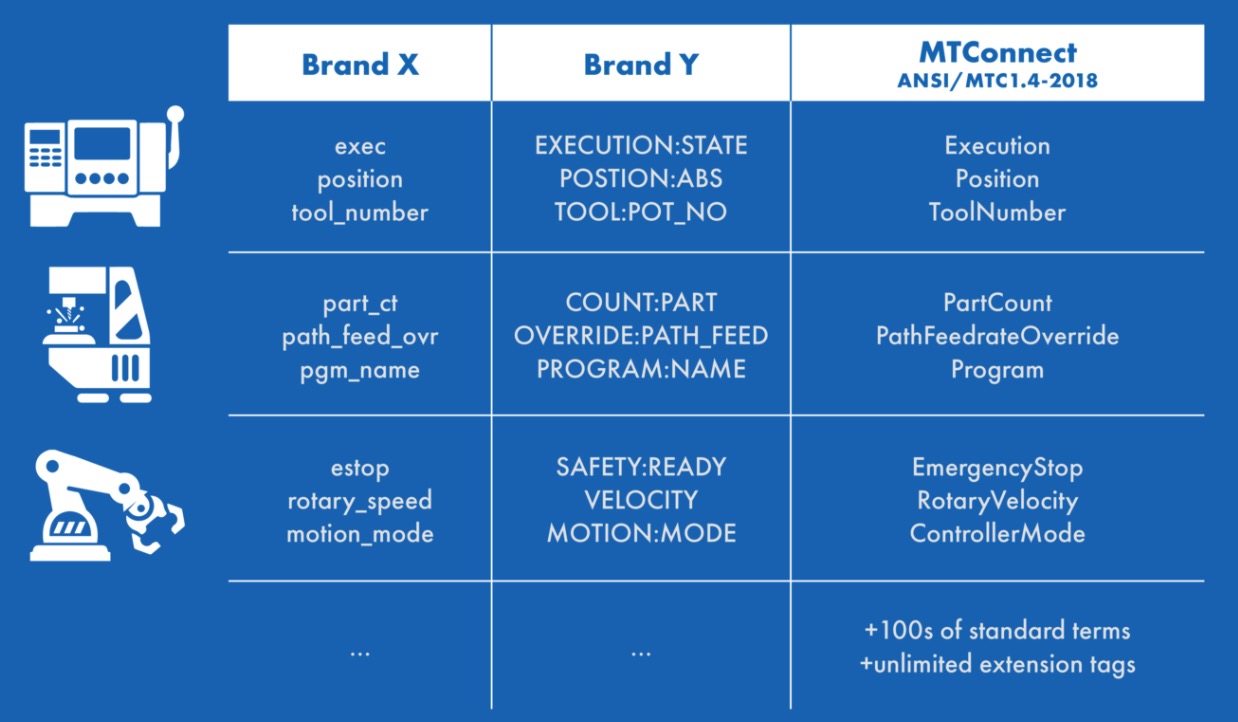 Brand X
Brand Y
MTConnect
ANSI/MTC1.4-2018
exec
position
tool_number
EXECUTION:STATE
POSTION:ABS
TOOL:POT_NO
Execution
Position
ToolNumber
part_ct
path_feed_ovr
pgm_name
COUNT:PART
OVERRIDE:PATH_FEED
PROGRAM:NAME
PartCount
PathFeedrateOverride
Program
estop
rotary_speed
motion_mode
SAFETY:READY
VELOCITY
MOTION:MODE
EmergencyStop
RotaryVelocity
ControllerMode
...
...
+100s of standard terms
+unlimited extension tags